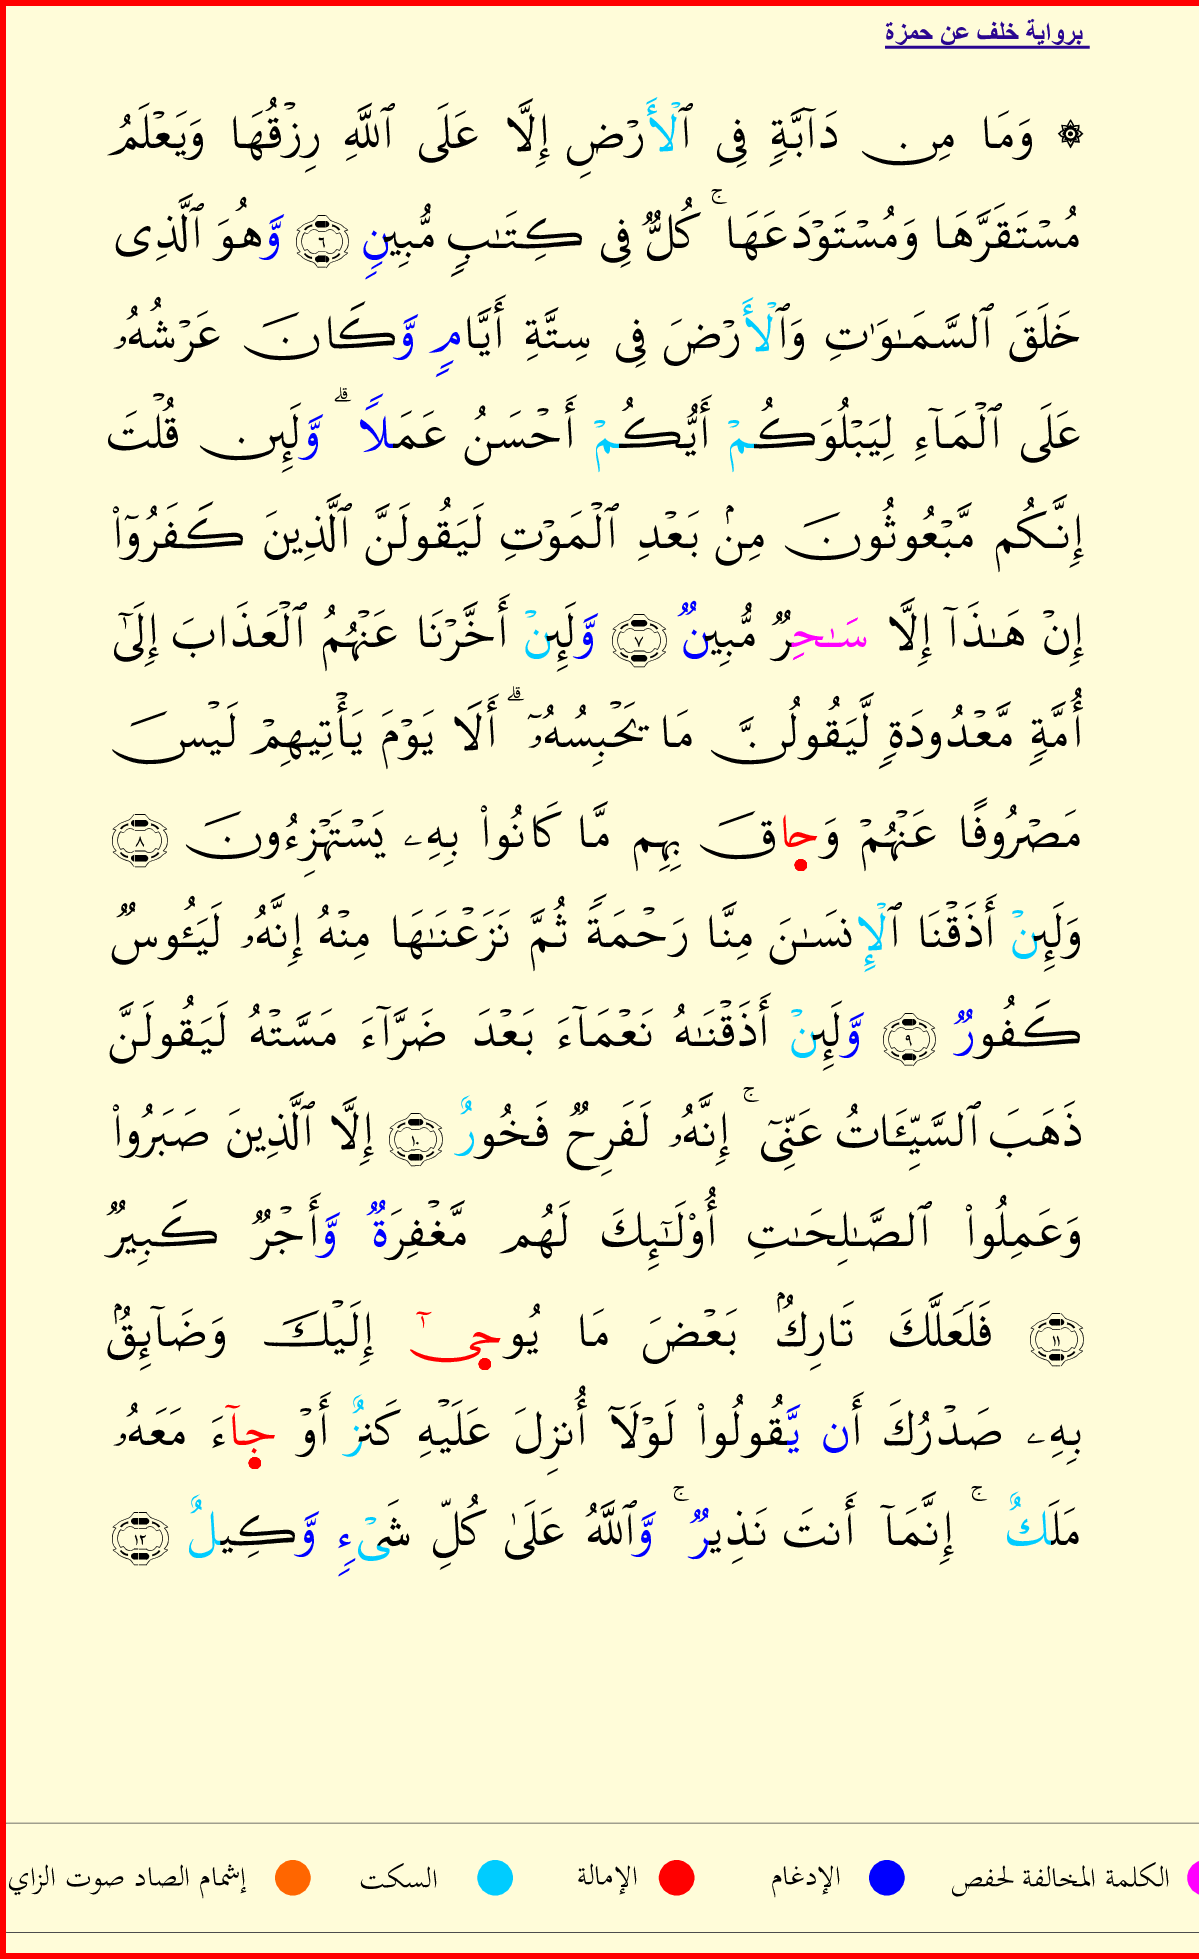 برواية خلف عن حمزة
۞ وَمَا مِن دَآبَّةٍ فِى ٱلْأَرْضِ إِلَّا عَلَى ٱللَّهِ رِزْقُهَا وَيَعْلَمُ
مُسْتَقَرَّهَا وَمُسْتَوْدَعَهَا ۚ كُلٌّ فِى كِتَـٰبٍ مُّبِينٍ ٦ وَّهُوَ ٱلَّذِى
خَلَقَ ٱلسَّمَـٰوَٰتِ وَٱلْأَرْضَ فِى سِتَّةِ أَيَّامٍ وَّكَانَ عَرْشُهُۥ
عَلَى ٱلْمَآءِ لِيَبْلُوَكُمْ أَيُّكُمْ أَحْسَنُ عَمَلًا ۗ وَّلَئِن قُلْتَ
إِنَّكُم مَّبْعُوثُونَ مِنۢ بَعْدِ ٱلْمَوْتِ لَيَقُولَنَّ ٱلَّذِينَ كَفَرُوٓا۟
إِنْ هَـٰذَآ إِلَّا سَـٰحِرٌ مُّبِينٌ ٧ وَّلَئِنْ أَخَّرْنَا عَنْهُمُ ٱلْعَذَابَ إِلَىٰٓ
أُمَّةٍ مَّعْدُودَةٍ لَّيَقُولُنَّ مَا يَحْبِسُهُۥٓ ۗ أَلَا يَوْمَ يَأْتِيهِمْ لَيْسَ
مَصْرُوفًا عَنْهُمْ وَحَاقَ بِهِم مَّا كَانُوا۟ بِهِۦ يَسْتَهْزِءُونَ ٨
وَلَئِنْ أَذَقْنَا ٱلْإِنسَـٰنَ مِنَّا رَحْمَةً ثُمَّ نَزَعْنَـٰهَا مِنْهُ إِنَّهُۥ لَيَـُٔوسٌ
كَفُورٌ ٩ وَّلَئِنْ أَذَقْنَـٰهُ نَعْمَآءَ بَعْدَ ضَرَّآءَ مَسَّتْهُ لَيَقُولَنَّ
ذَهَبَ ٱلسَّيِّـَٔاتُ عَنِّىٓ ۚ إِنَّهُۥ لَفَرِحٌ فَخُورٌ ١٠ إِلَّا ٱلَّذِينَ صَبَرُوا۟
وَعَمِلُوا۟ ٱلصَّـٰلِحَـٰتِ أُو۟لَـٰٓئِكَ لَهُم مَّغْفِرَةٌ وَّأَجْرٌ كَبِيرٌ
١١ فَلَعَلَّكَ تَارِكٌۢ بَعْضَ مَا يُوحَىٰٓ إِلَيْكَ وَضَآئِقٌۢ
بِهِۦ صَدْرُكَ أَن يَّقُولُوا۟ لَوْلَآ أُنزِلَ عَلَيْهِ كَنزٌ أَوْ جَآءَ مَعَهُۥ
مَلَكٌ ۚ إِنَّمَآ أَنتَ نَذِيرٌ ۚ وَّٱللَّهُ عَلَىٰ كُلِّ شَىْءٍ وَّكِيلٌ ١٢
الكلمة المخالفة لحفص الإدغام الإمالة السكت إشمام الصاد صوت الزاي